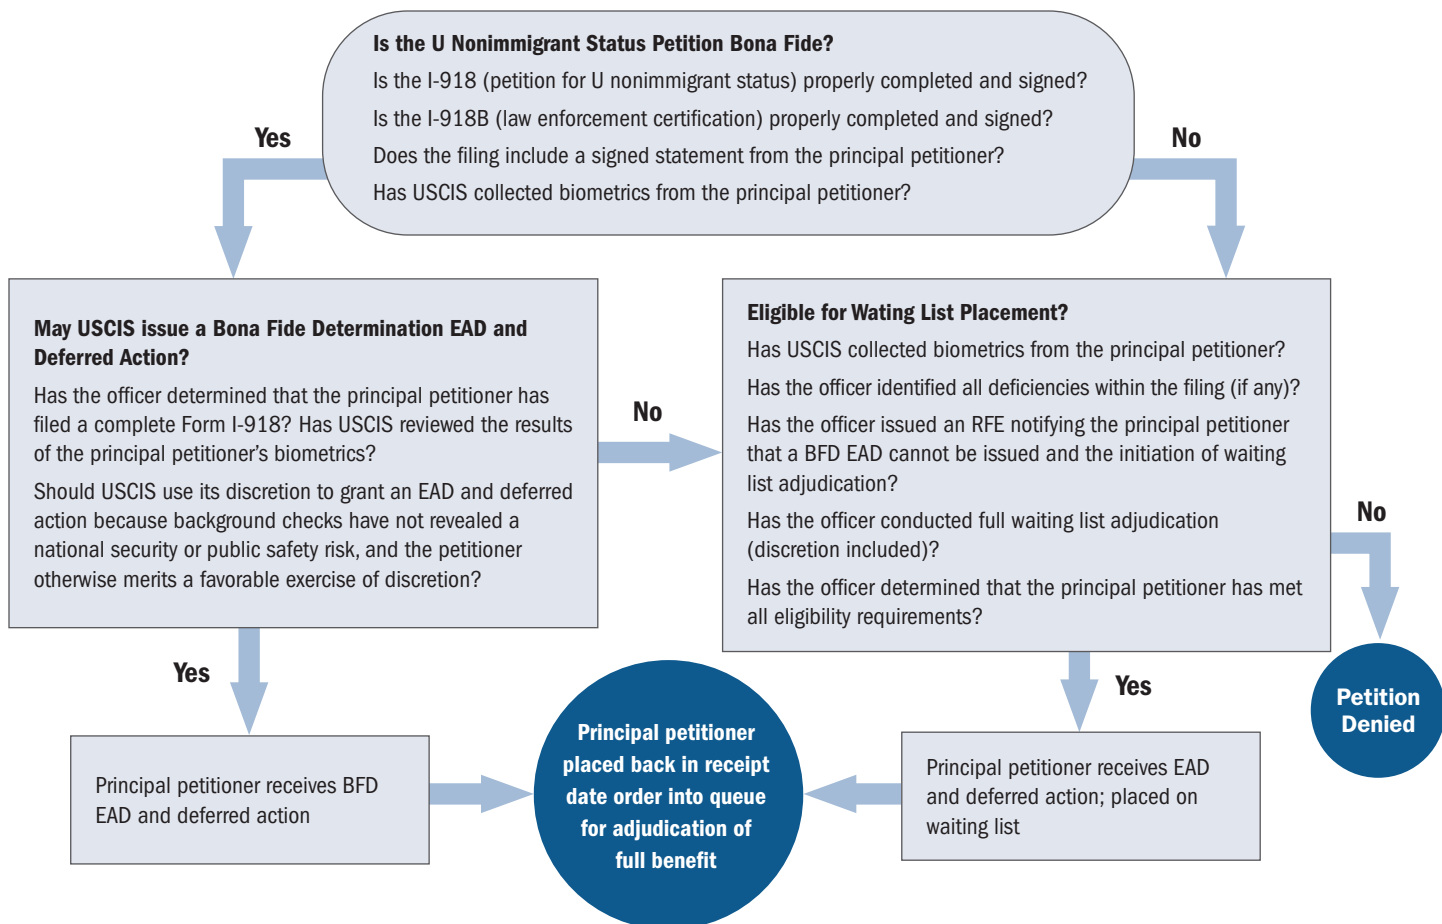 Is the U Nonimmigrant Status Petition Bona Fide?
Is the I-918 (petition for U nonimmigrant status) properly completed and signed?
Is the I-918B (law enforcement certification) properly completed and signed?
Does the filing include a signed statement from the principal petitioner?
Has USCIS collected biometrics from the principal petitioner?
Yes
No
May USCIS issue a Bona Fide Determination EAD and
Deferred Action?
Has the officer determined that the principal petitioner has
filed a complete Form I-918? Has USCIS reviewed the results
of the principal petitioner's biometrics?
Should USCIS use its discretion to grant an EAD and deferred
action because background checks have not revealed a
national security or public safety risk, and the petitioner
otherwise merits a favorable exercise of discretion?
No
Eligible for Wating List Placement?
Has USCIS collected biometrics from the principal petitioner?
Has the officer identified all deficiencies within the filing (if any)?
Has the officer issued an RFE notifying the principal petitioner
that a BFD EAD cannot be issued and the initiation of waiting
list adjudication?
Has the officer conducted full waiting list adjudication
(discretion included)?
Has the officer determined that the principal petitioner has met
all eligibility requirements?
No
Petition
Denied
Yes
Principal petitioner receives BFD
EAD and deferred action
Principal petitioner
placed back in receipt
date order into queue
for adjudication of
full benefit
Yes
Principal petitioner receives EAD
and deferred action; placed on
waiting list